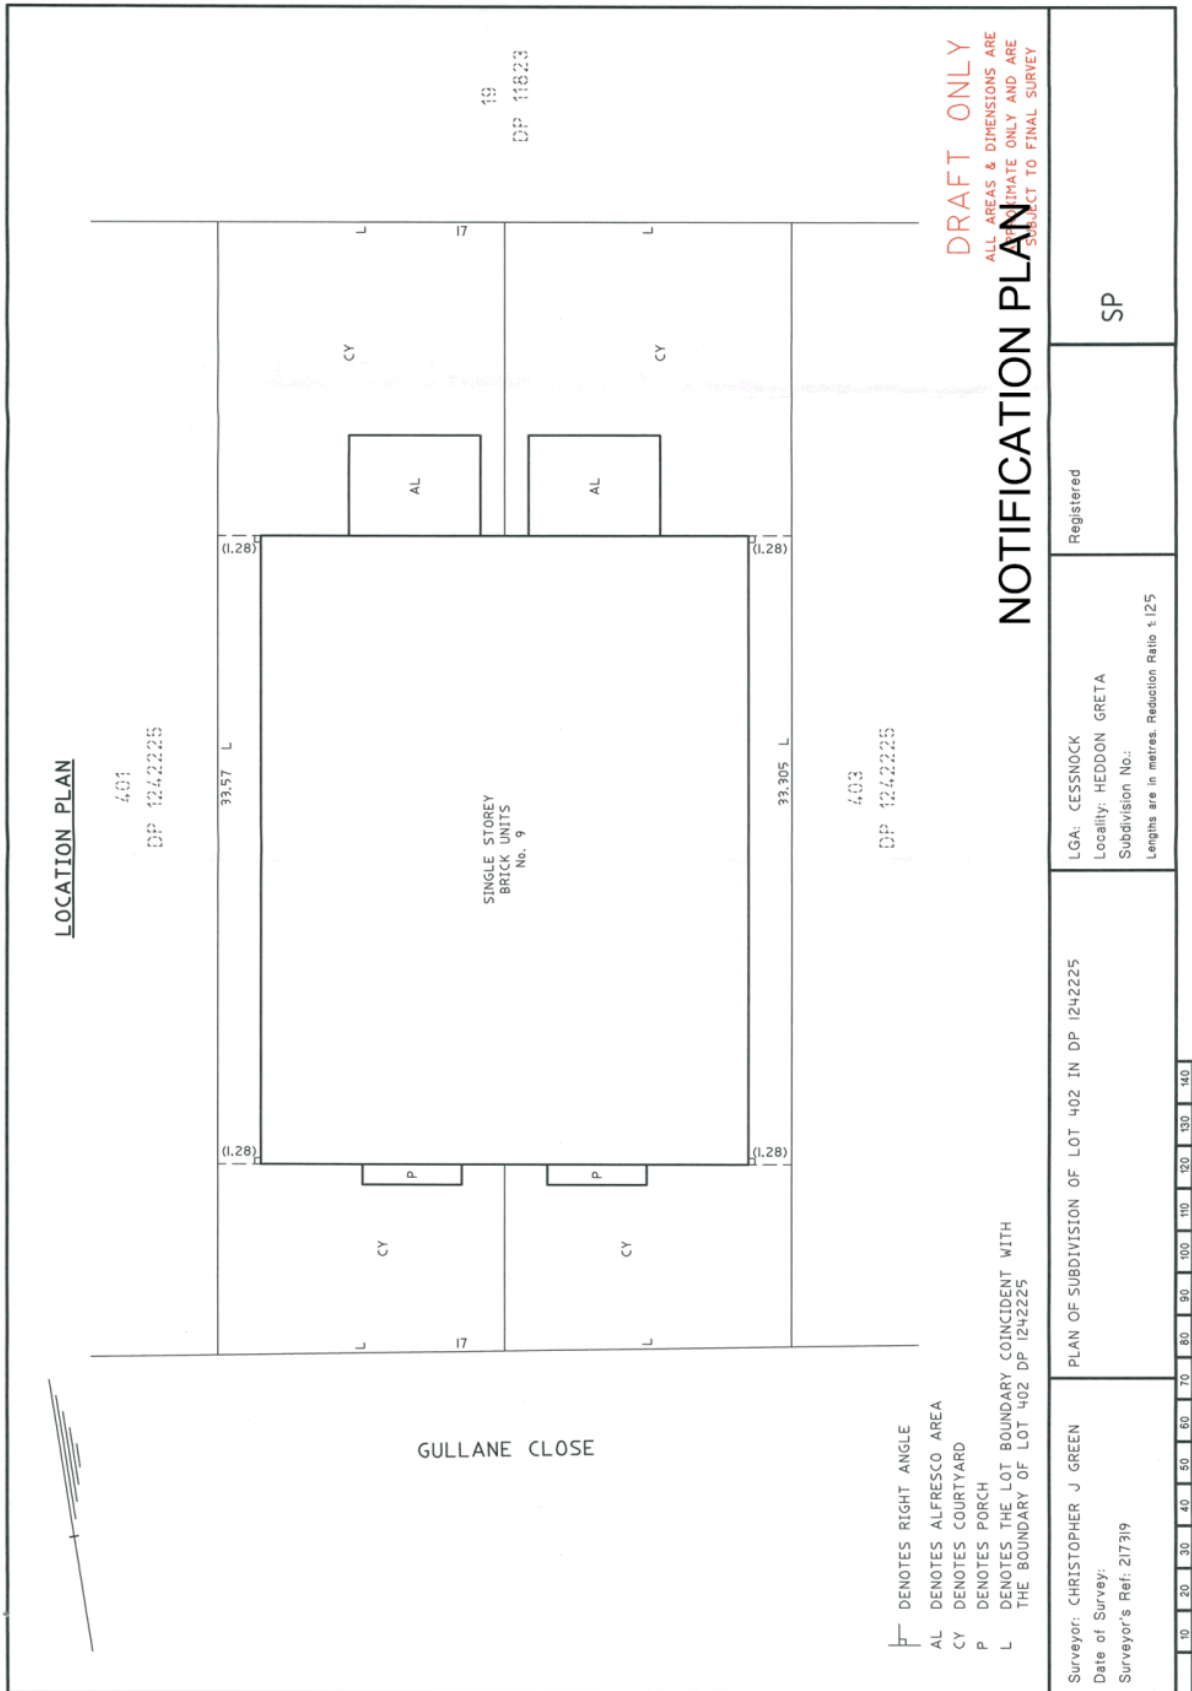 LOCATION PLAN
401
DP 1242225
19
DP 11823
33.57 L
(1.28)
(1.28)
L
17
L
CY
CY
AL
AL
SINGLE STOREY
BRICK UNITS
No. 9
P
P
CY
CY
L
17
L
(1.28)
(1.28)
33.305 L
403
DP 1242225
GULLANE CLOSE
DENOTES RIGHT ANGLE
AL DENOTES ALFRESCO AREA
CY DENOTES COURTYARD
P DENOTES PORCH
L DENOTES THE LOT BOUNDARY COINCIDENT WITH
THE BOUNDARY OF LOT 402 DP 1242225
DRAFT ONLY
ALL AREAS & DIMENSIONS ARE
APPROXIMATE ONLY AND ARE
SUBJECT TO FINAL SURVEY
NOTIFICATION PLAN
Surveyor: CHRISTOPHER J GREEN
Date of Survey:
Surveyor's Ref: 217319
PLAN OF SUBDIVISION OF LOT 402 IN DP 1242225
LGA: CESSNOCK
Locality: HEDDON GRETA
Subdivision No.:
Lengths are in metres. Reduction Ratio 1: 125
Registered
SP
10 20 30 40 50 60 70 80 90 100 110 120 130 140